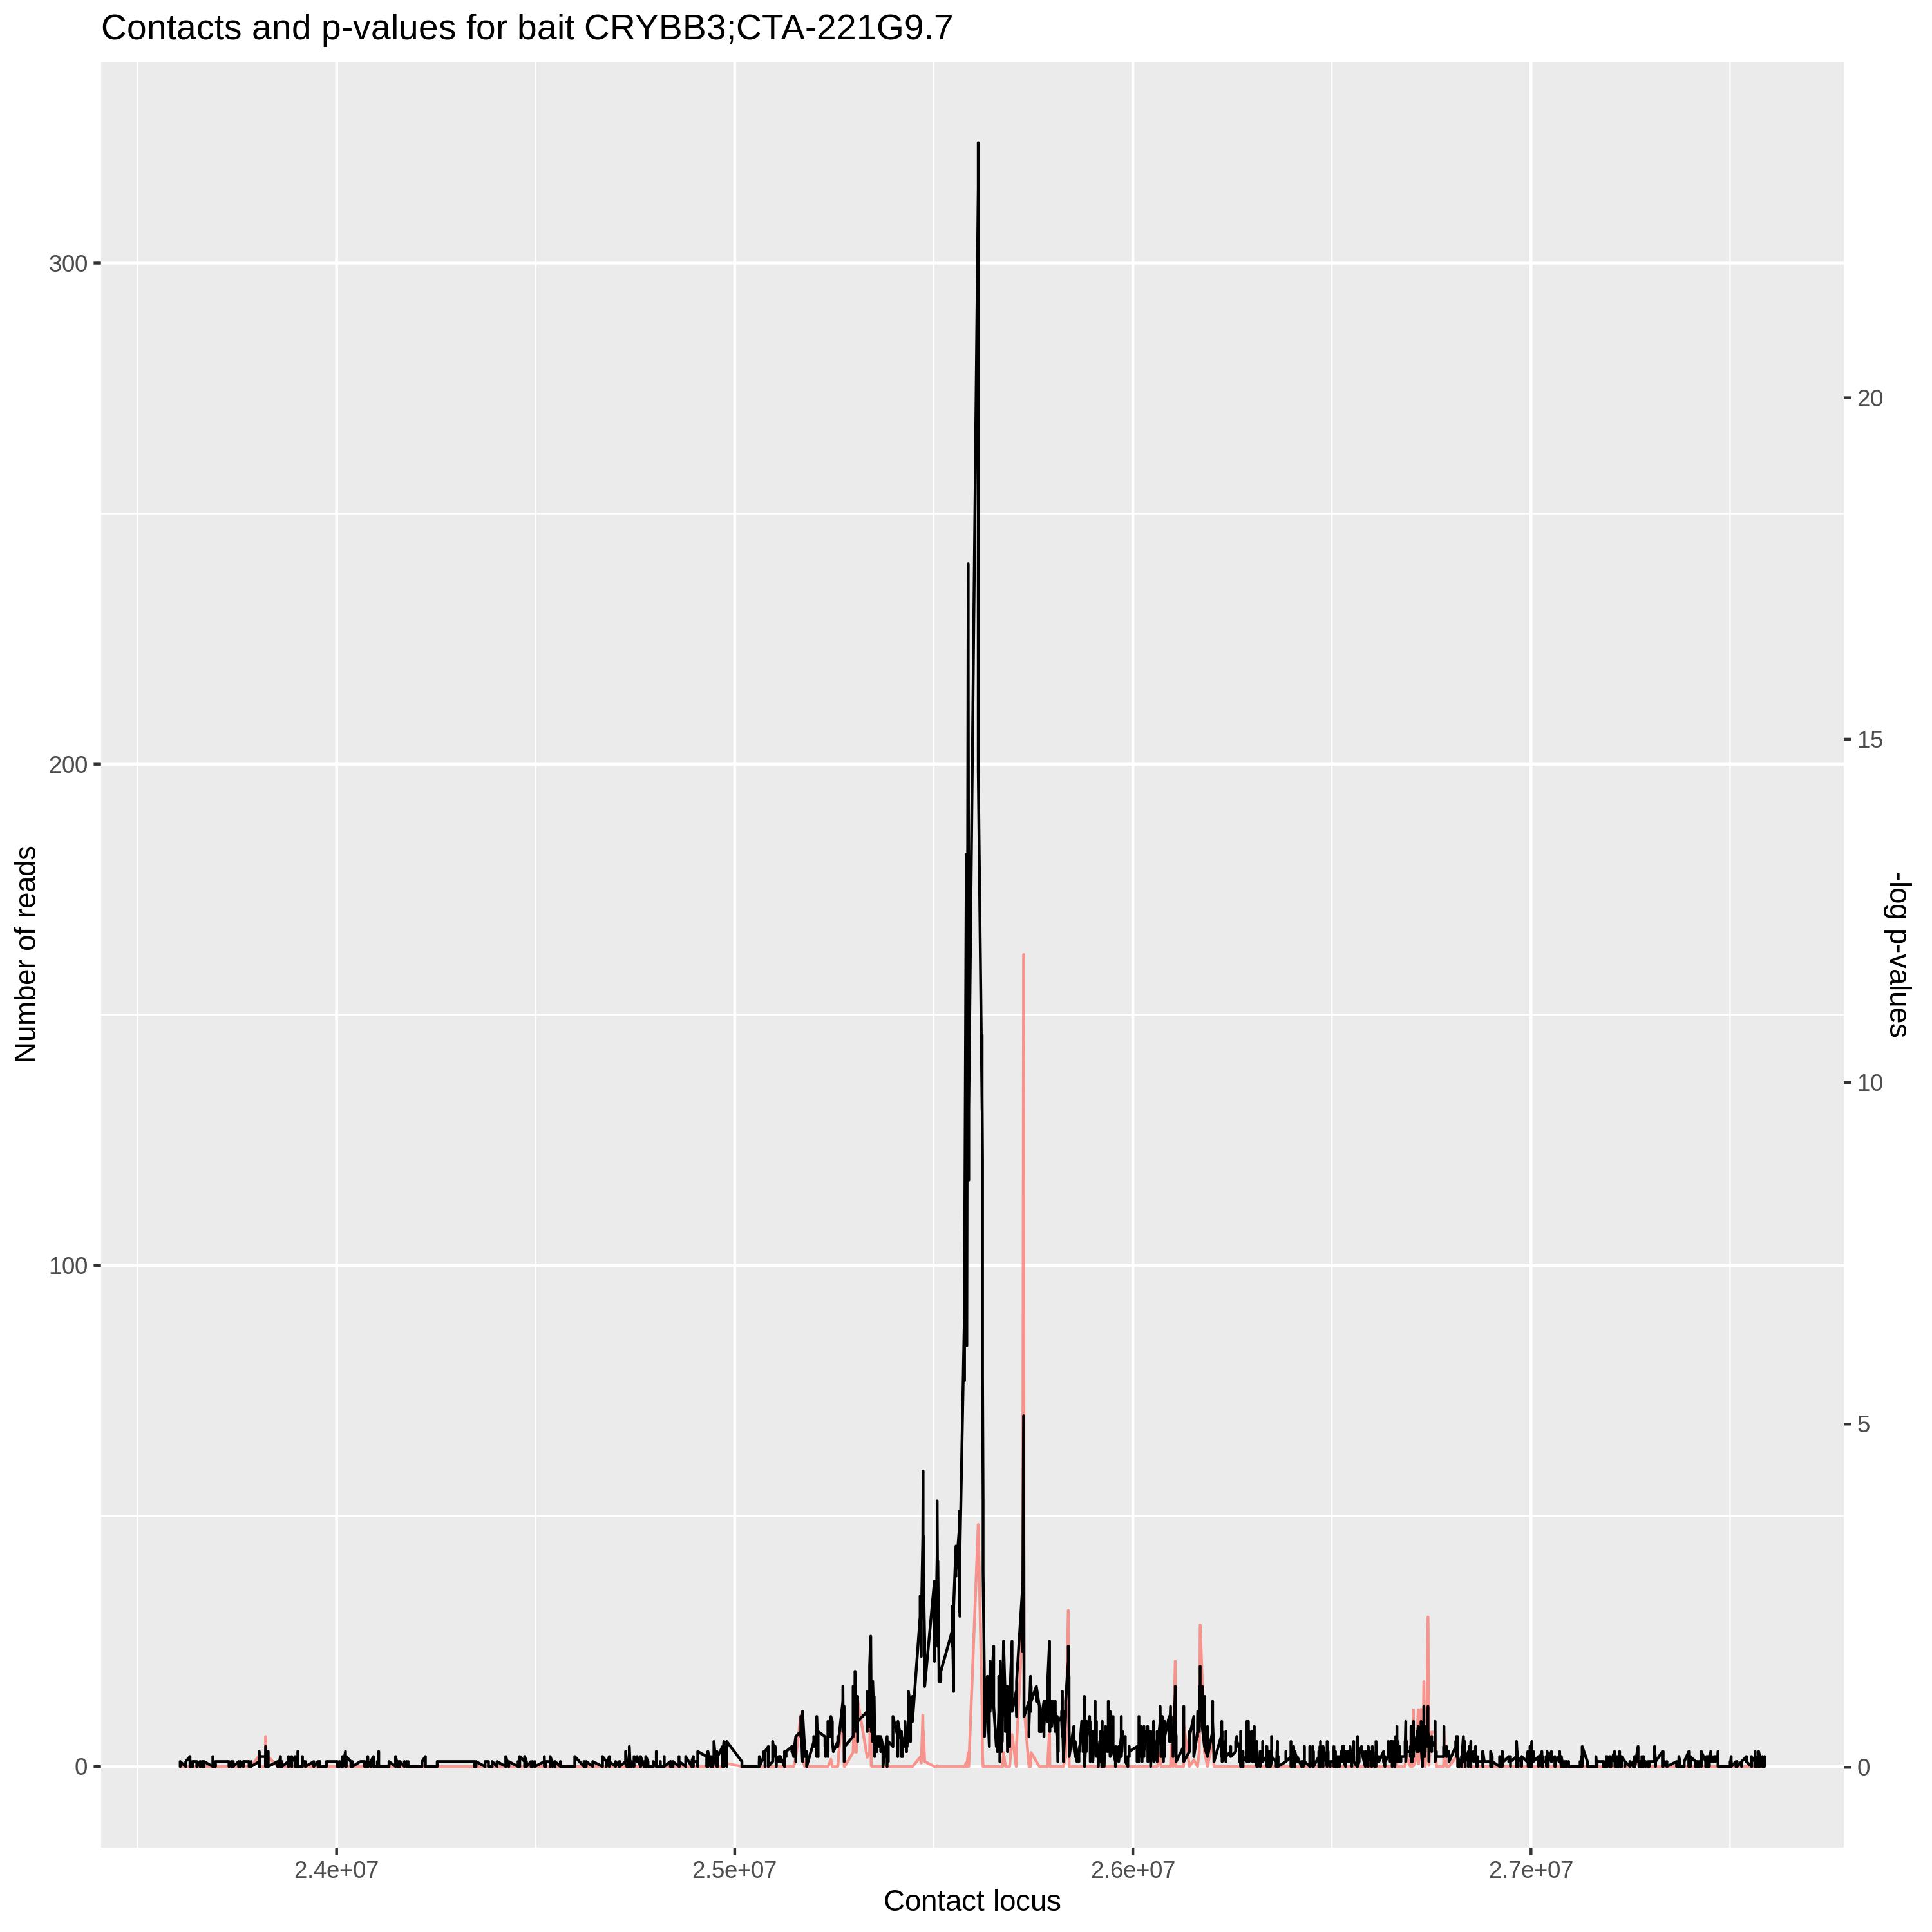 Contacts and p-values for bait CRYBB3;CTA-221G9.7
Number of reads
300
200
100
0
20
15
10
5
0
-log p-values
2.4e+07
2.5e+07
2.6e+07
2.7e+07
Contact locus